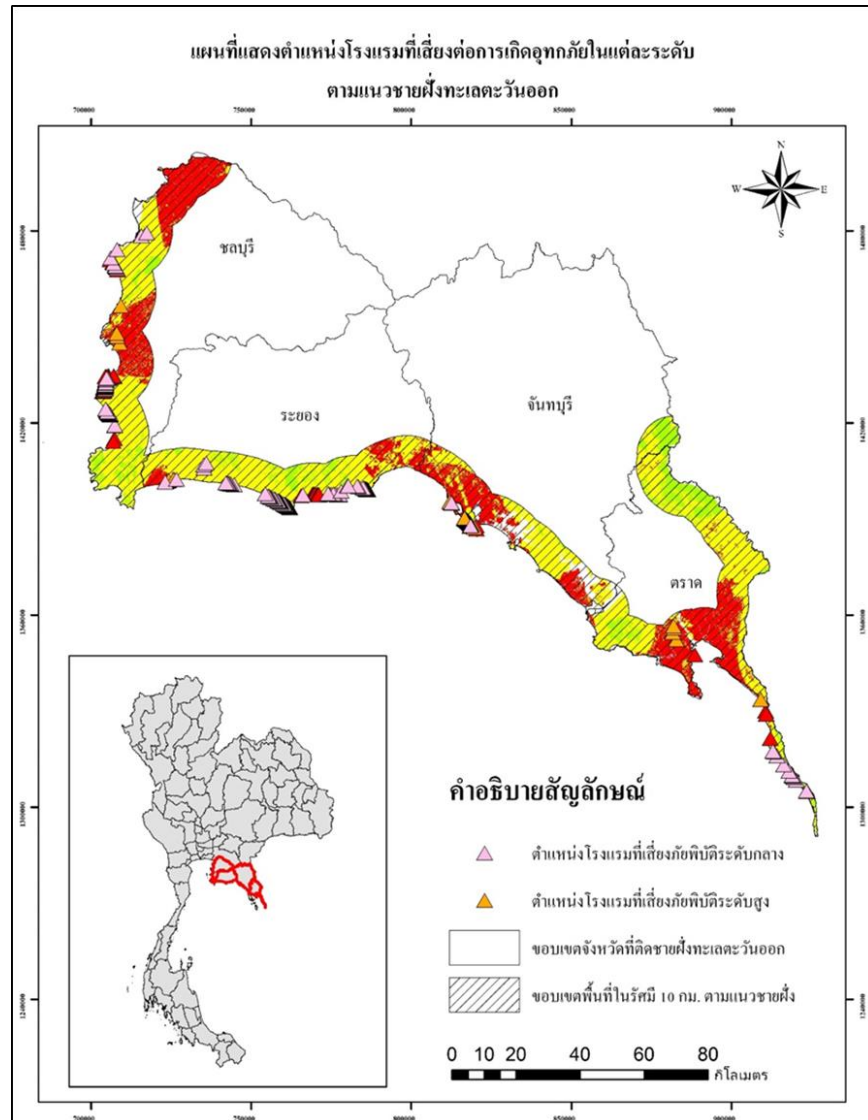 แผนที่แสดงตำแหน่งโรงแรมที่เสี่ยงต่อการเกิดอุทกภัยในแต่ละระดับ
ตามแนวชายฝั่งทะเลตะวันออก
700000 750000 800000 850000 900000
N
W E
S
ชลบุรี
ระยอง
จันทบุรี
ตราด
คำอธิบายสัญลักษณ์
ตำแหน่งโรงแรมที่เสี่ยงภัยพิบัติระดับกลาง
ตำแหน่งโรงแรมที่เสี่ยงภัยพิบัติระดับสูง
ขอบเขตจังหวัดที่ติดชายฝั่งทะเลตะวันออก
ขอบเขตพื้นที่ในรัศมี 10 กม. ตามแนวชายฝั่ง
0 10 20 40 60 80
กิโลเมตร